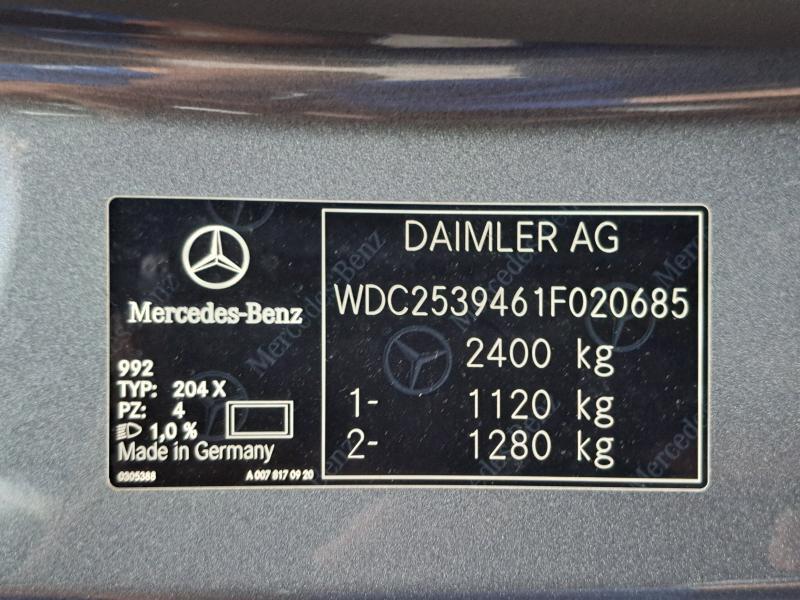 Mercedes-Benz
992
TYP: 204 X
PZ: 4
1,0 %
Made in Germany
0305388
A 007 817 09 20
DAIMLER AG
WDC2539461F020685
2400 kg
1- 1120 kg
2- 1280 kg